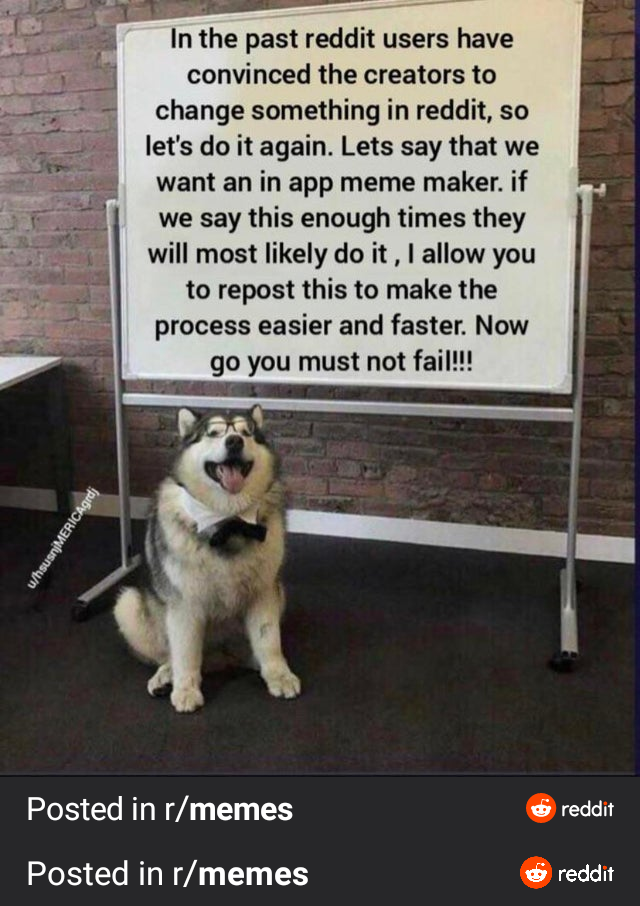 In the past reddit users have
convinced the creators to
change something in reddit, so
let's do it again. Lets say that we
want an in app meme maker. if
we say this enough times they
will most likely do it , I allow you
to repost this to make the
process easier and faster. Now
go you must not fail!!!
u/hsusnjMERICAgrdj
Posted in r/memes reddit
Posted in r/memes reddit